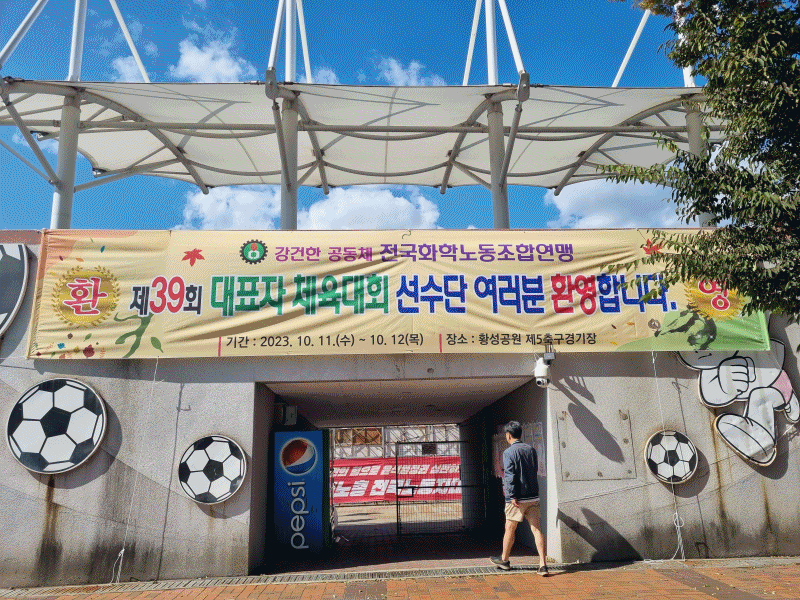 강건한 공동체 전국화학노동조합연맹
환 제39회 대표자 체육대회 선수단 여러분 환영합니다. 영
기간 : 2023. 10. 11.(수) ~ 10. 12(목) 장소 : 황성공원 제5축구경기장
pepsi